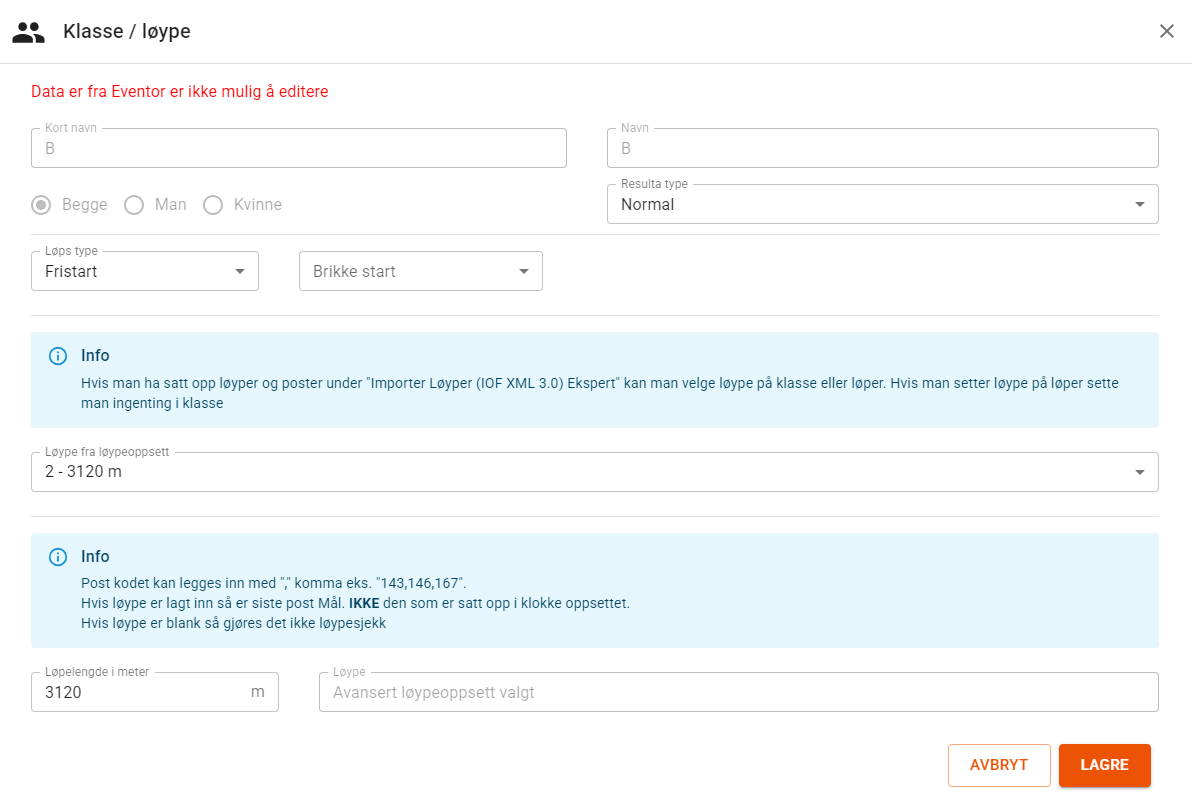 Klasse / løype
Data er fra Eventor er ikke mulig å editere
Kort navn
B
Navn
B
Begge
Man
Kvinne
Resulta type
Normal
Løps type
Fristart
Brikke start
Info
Hvis man ha satt opp løyper og poster under "Importer Løyper (IOF XML 3.0) Ekspert" kan man velge løype på klasse eller løper. Hvis man setter løype på løper sette
man ingenting i klasse
Løype fra løypeoppsett
2 - 3120 m
Info
Post kodet kan legges inn med "," komma eks. "143,146,167".
Hvis løype er lagt inn så er siste post Mål. IKKE den som er satt opp i klokke oppsettet.
Hvis løype er blank så gjøres det ikke løypesjekk
Løpelengde i meter
3120 m
Løype
Avansert løypeoppsett valgt
AVBRYT
LAGRE